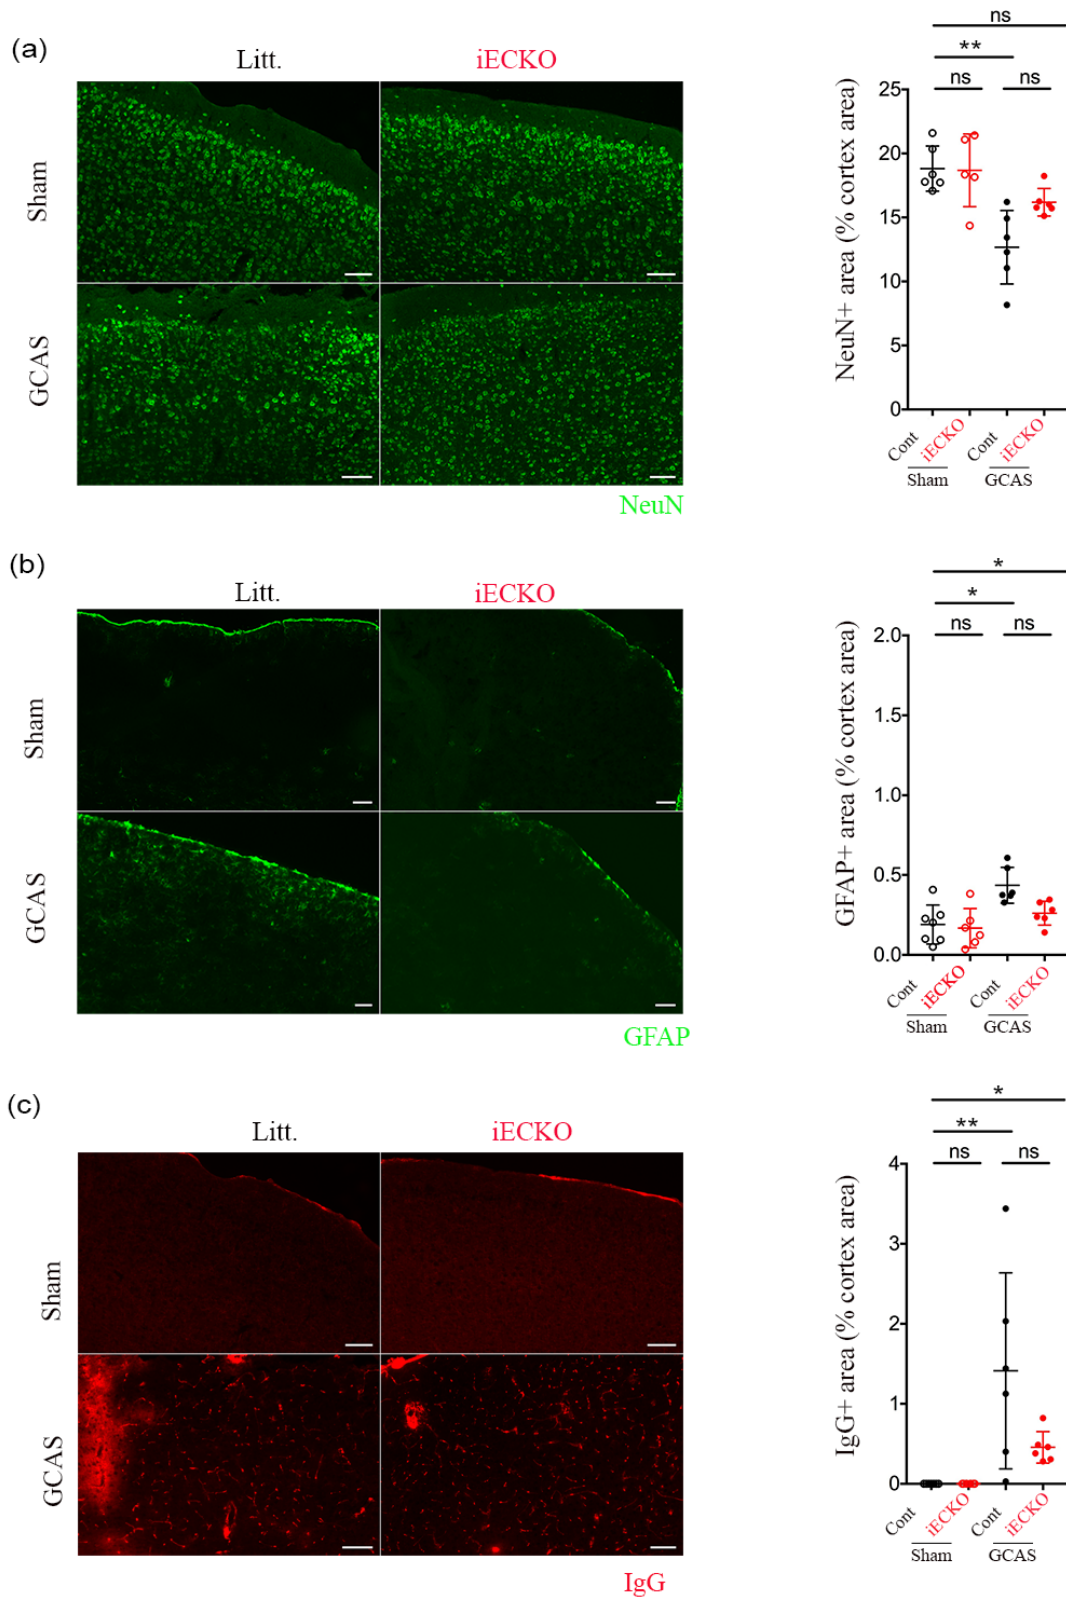 (a)
Litt.
iECKO
Sham
GCAS
NeuN
ns
**
ns
ns
NeuN+ area (% cortex area)
25
20
15
10
5
0
Cont
iECKO
Cont
iECKO
Sham
GCAS
(b)
Litt.
iECKO
Sham
GCAS
GFAP
*
*
ns
ns
GFAP+ area (% cortex area)
2.0
1.5
1.0
0.5
0.0
Cont
iECKO
Cont
iECKO
Sham
GCAS
(c)
Litt.
iECKO
Sham
GCAS
IgG
*
**
ns
ns
IgG+ area (% cortex area)
4
3
2
1
0
Cont
iECKO
Cont
iECKO
Sham
GCAS